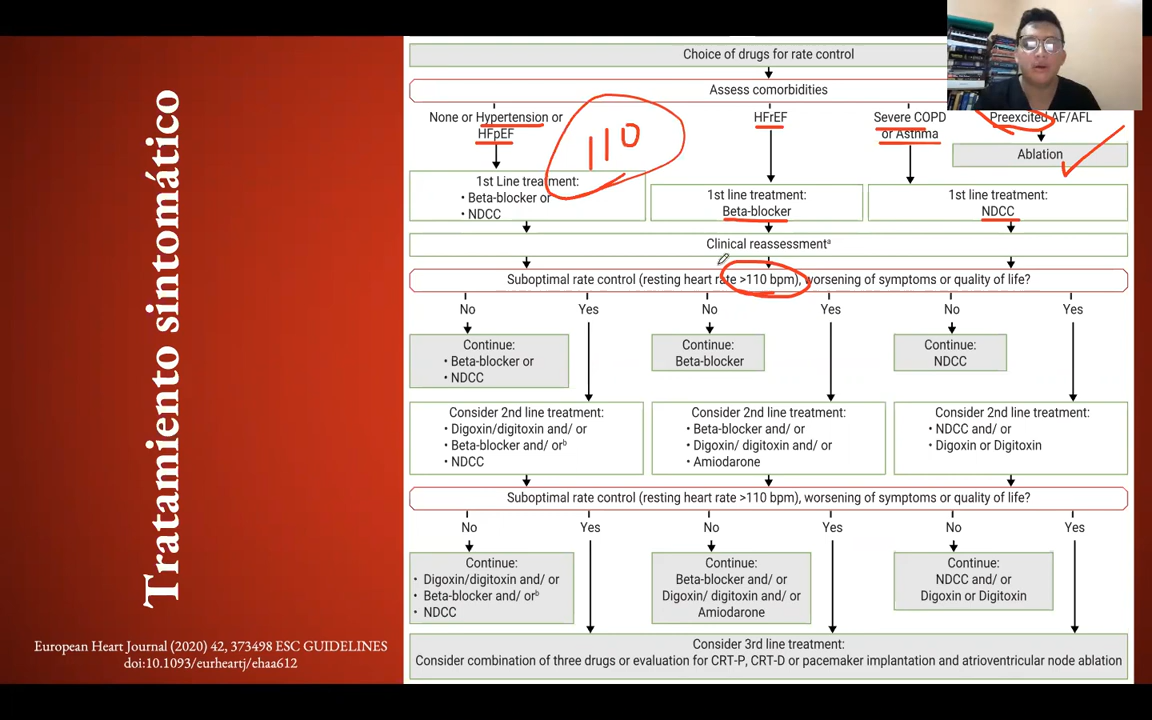 Tratamiento sintomático
European Heart Journal (2020) 42, 373498 ESC GUIDELINES
doi:10.1093/eurheartj/ehaa612
Choice of drugs for rate control
Assess comorbidities
None or Hypertension or
HFpEF
HFrEF
Severe COPD
or Asthma
Preexcited AF/AFL
110
Ablation
1st Line treatment:
• Beta-blocker or
• NDCC
1st line treatment:
Beta-blocker
1st line treatment:
NDCC
Clinical reassessmentᵃ
Suboptimal rate control (resting heart rate >110 bpm), worsening of symptoms or quality of life?
No
Yes
No
Yes
No
Yes
Continue:
• Beta-blocker or
• NDCC
Continue:
Beta-blocker
Continue:
NDCC
Consider 2nd line treatment:
• Digoxin/digitoxin and/ or
• Beta-blocker and/ orᵇ
• NDCC
Consider 2nd line treatment:
• Beta-blocker and/ or
• Digoxin/ digitoxin and/ or
• Amiodarone
Consider 2nd line treatment:
• NDCC and/ or
• Digoxin or Digitoxin
Suboptimal rate control (resting heart rate >110 bpm), worsening of symptoms or quality of life?
No
Yes
No
Yes
No
Yes
Continue:
• Digoxin/digitoxin and/ or
• Beta-blocker and/ orᵇ
• NDCC
Continue:
Beta-blocker and/ or
Digoxin/ digitoxin and/ or
Amiodarone
Continue:
NDCC and/ or
Digoxin or Digitoxin
Consider 3rd line treatment:
Consider combination of three drugs or evaluation for CRT-P, CRT-D or pacemaker implantation and atrioventricular node ablation